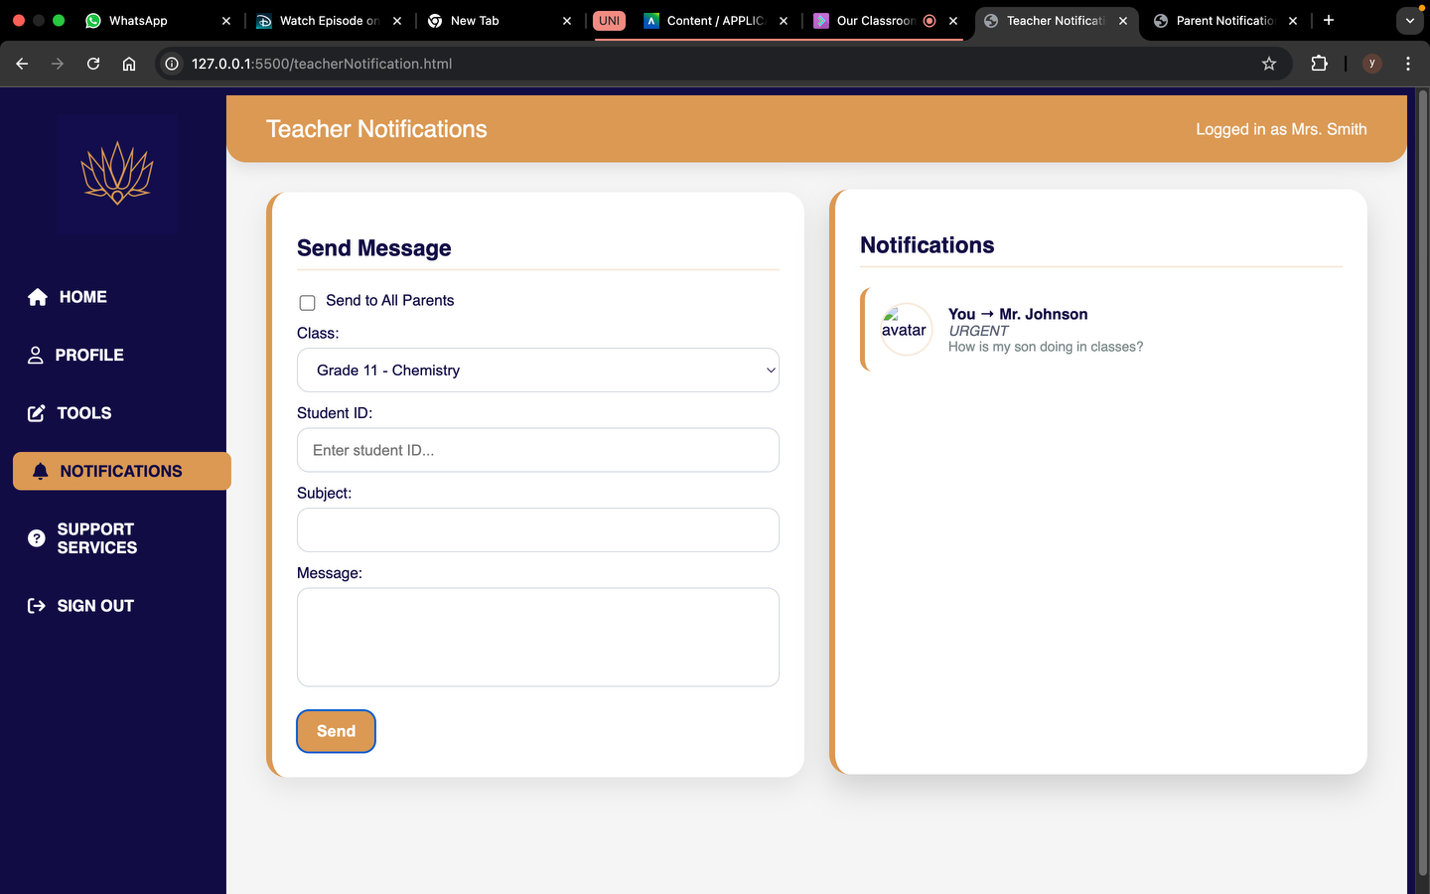 WhatsApp
Watch Episode on
New Tab
UNI
Content / APPLIC
Our Classroom
Teacher Notificati
Parent Notificatio
127.0.0.1:5500/teacherNotification.html
y
Teacher Notifications
Logged in as Mrs. Smith
HOME
PROFILE
TOOLS
NOTIFICATIONS
SUPPORT
SERVICES
SIGN OUT
Send Message
Send to All Parents
Class:
Grade 11 - Chemistry
Student ID:
Enter student ID...
Subject:
Message:
Send
Notifications
avatar
You → Mr. Johnson
URGENT
How is my son doing in classes?